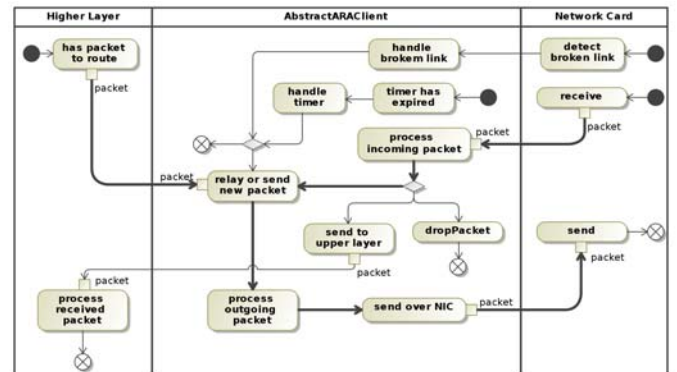 Higher Layer
AbstractARAClient
Network Card
has packet
to route
packet
handle
brokem link
detect
broken link
handle
timer
timer has
expired
receive
packet
process
incoming packet
packet
packet
relay or send
new packet
send to
upper layer
packet
dropPacket
send
packet
packet
process
received
packet
process
outgoing
packet
send over NIC
packet